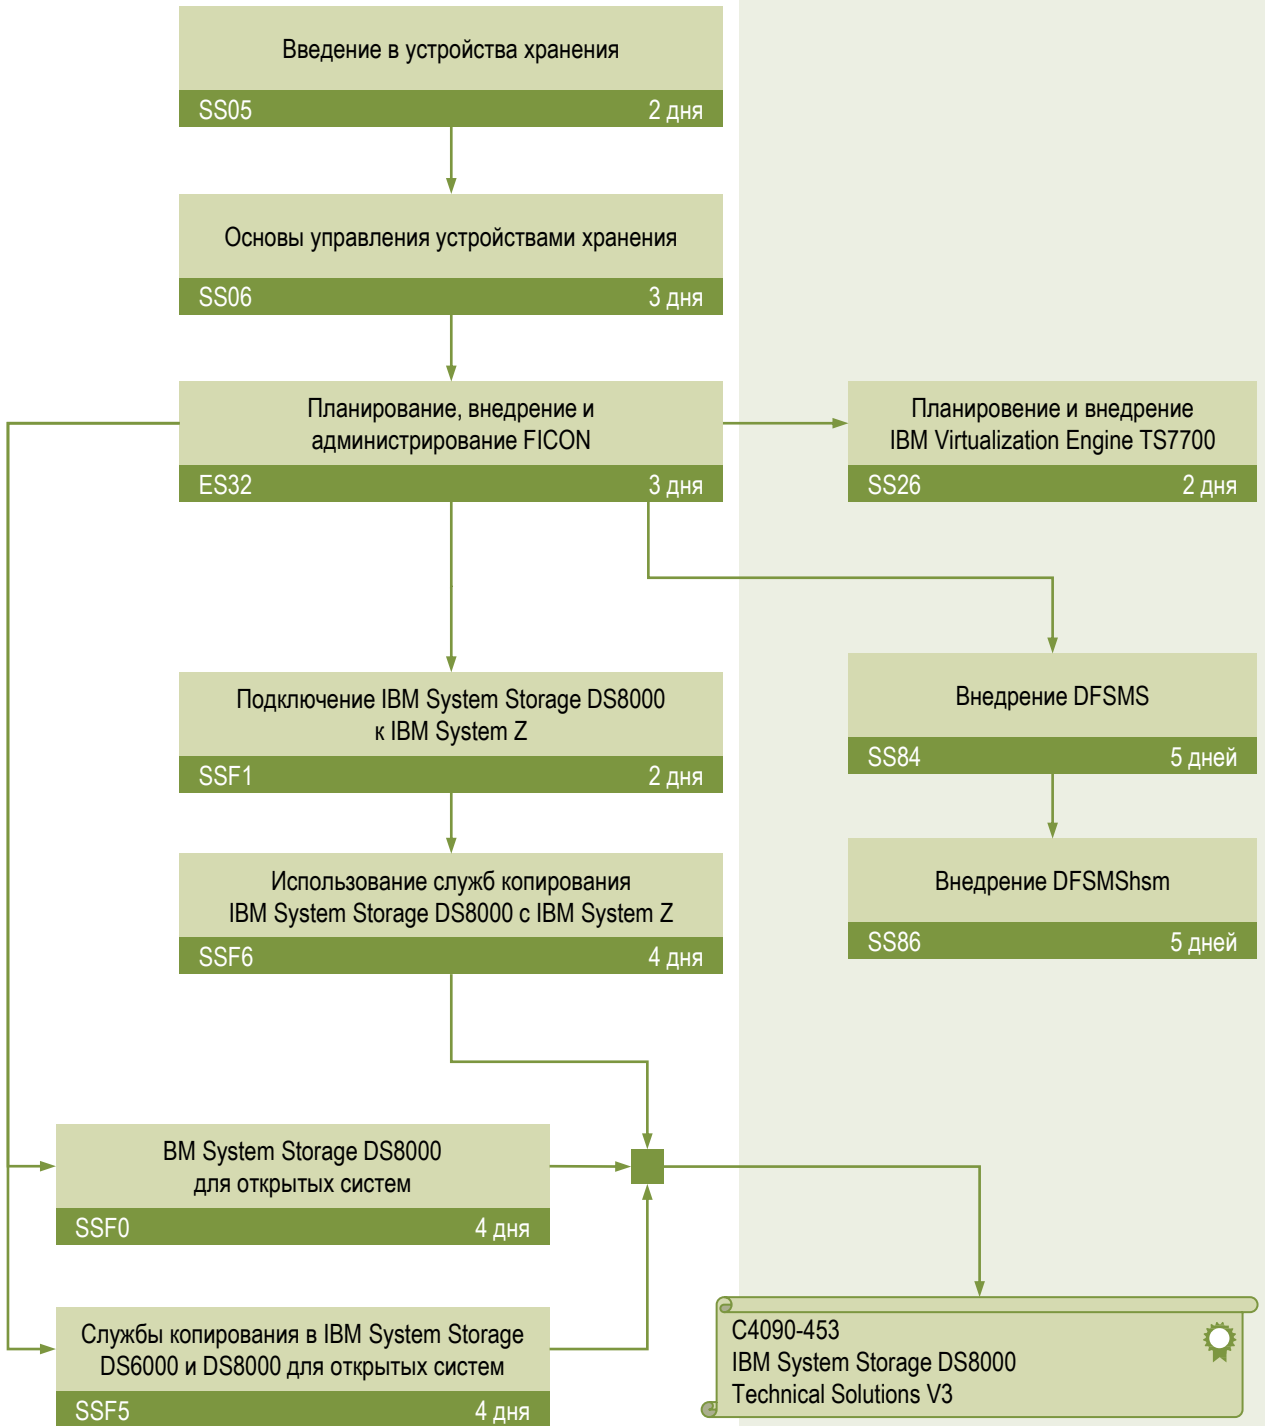 Введение в устройства хранения
SS05 2 дня
Основы управления устройствами хранения
SS06 3 дня
Планирование, внедрение и
администрирование FICON
ES32 3 дня
Планировение и внедрение
IBM Virtualization Engine TS7700
SS26 2 дня
Подключение IBM System Storage DS8000
к IBM System Z
SSF1 2 дня
Внедрение DFSMS
SS84 5 дней
Использование служб копирования
IBM System Storage DS8000 с IBM System Z
SSF6 4 дня
Внедрение DFSMShsm
SS86 5 дней
BM System Storage DS8000
для открытых систем
SSF0 4 дня
Службы копирования в IBM System Storage
DS6000 и DS8000 для открытых систем
SSF5 4 дня
C4090-453
IBM System Storage DS8000
Technical Solutions V3